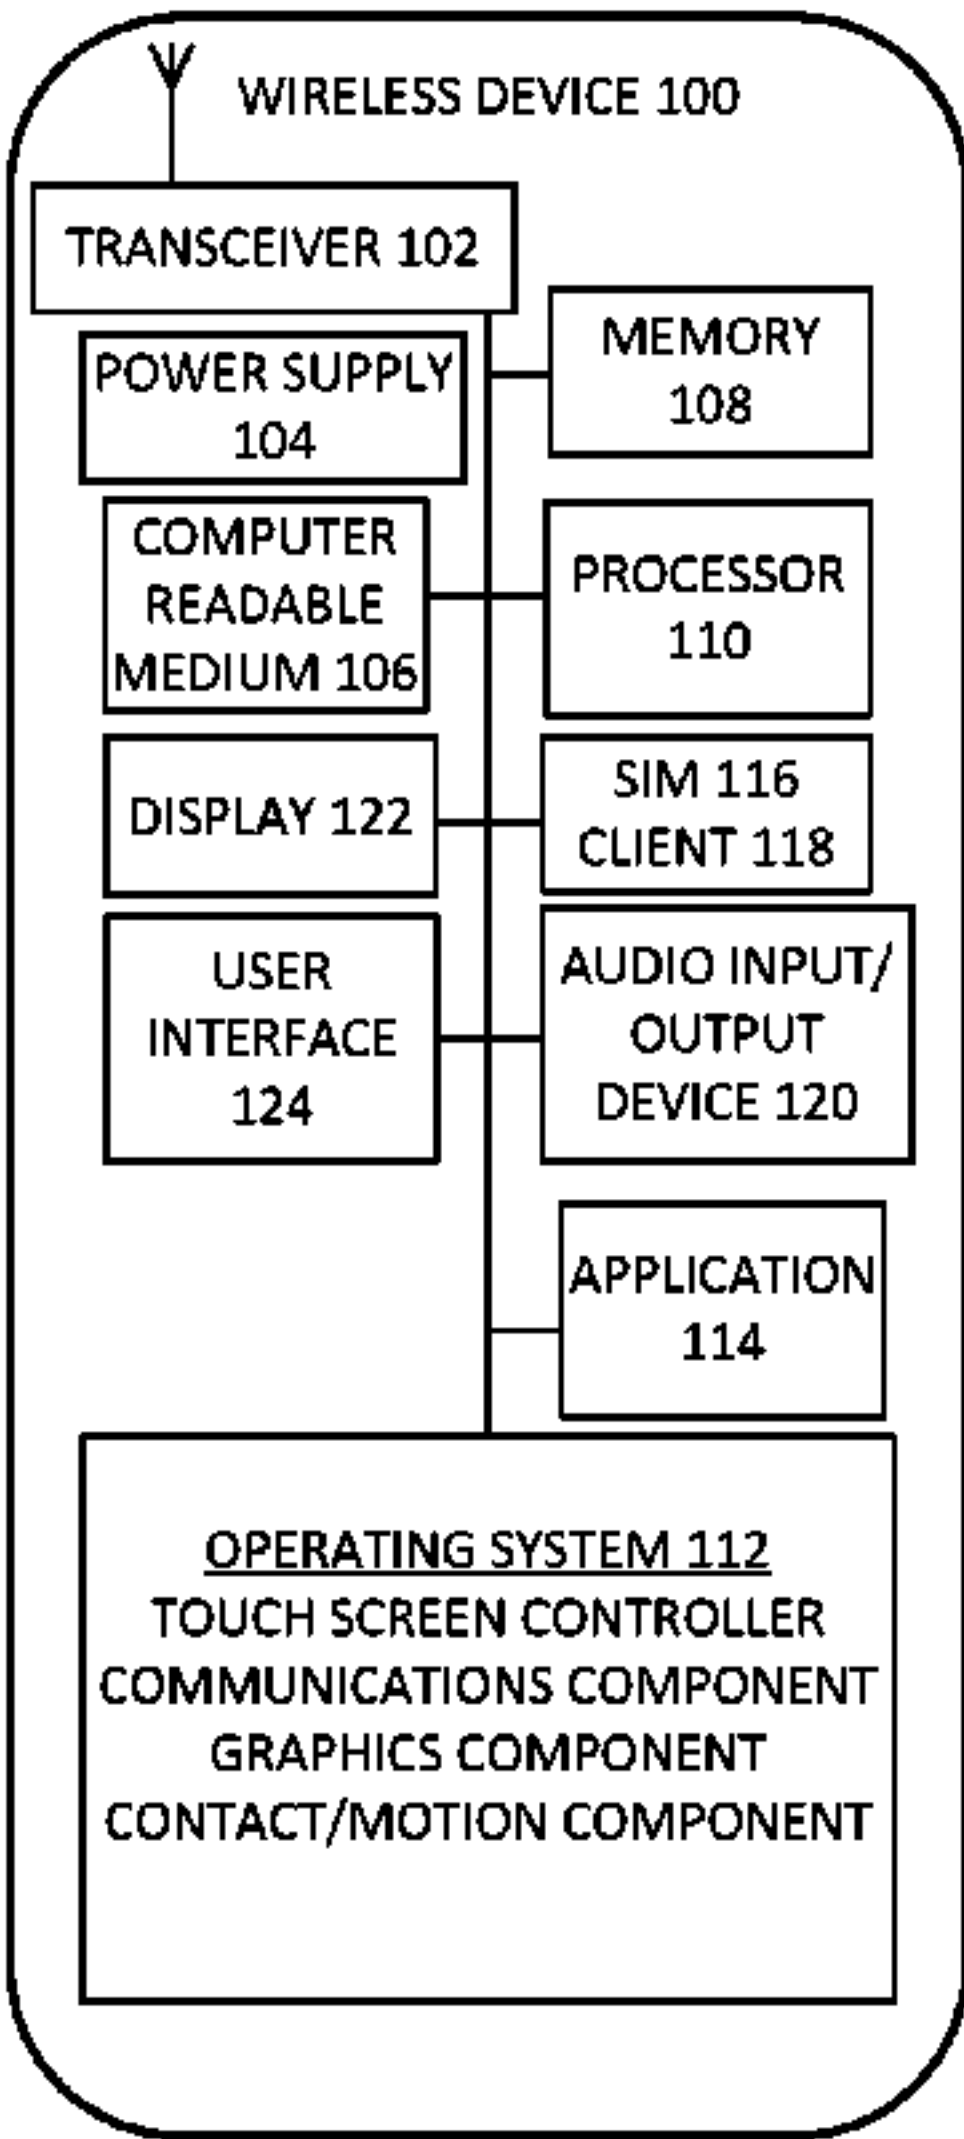 WIRELESS DEVICE 100
TRANSCEIVER 102
POWER SUPPLY
104
MEMORY
108
COMPUTER
READABLE
MEDIUM 106
PROCESSOR
110
DISPLAY 122
SIM 116
CLIENT 118
USER
INTERFACE
124
AUDIO INPUT/
OUTPUT
DEVICE 120
APPLICATION
114
OPERATING SYSTEM 112
TOUCH SCREEN CONTROLLER
COMMUNICATIONS COMPONENT
GRAPHICS COMPONENT
CONTACT/MOTION COMPONENT